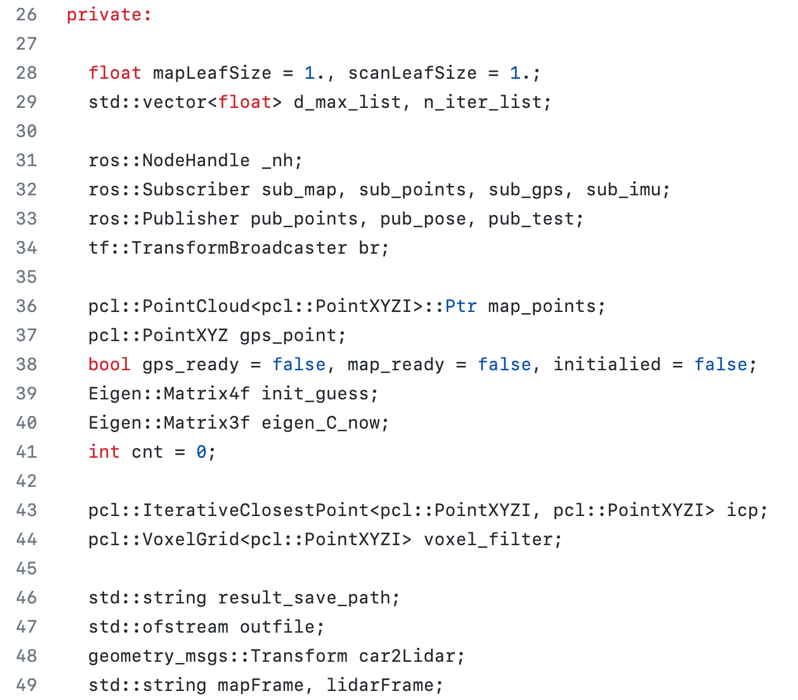 26 private:
27
28 float mapLeafSize = 1., scanLeafSize = 1.;
29 std::vector<float> d_max_list, n_iter_list;
30
31 ros::NodeHandle _nh;
32 ros::Subscriber sub_map, sub_points, sub_gps, sub_imu;
33 ros::Publisher pub_points, pub_pose, pub_test;
34 tf::TransformBroadcaster br;
35
36 pcl::PointCloud<pcl::PointXYZI>::Ptr map_points;
37 pcl::PointXYZ gps_point;
38 bool gps_ready = false, map_ready = false, initialied = false;
39 Eigen::Matrix4f init_guess;
40 Eigen::Matrix3f eigen_C_now;
41 int cnt = 0;
42
43 pcl::IterativeClosestPoint<pcl::PointXYZI, pcl::PointXYZI> icp;
44 pcl::VoxelGrid<pcl::PointXYZI> voxel_filter;
45
46 std::string result_save_path;
47 std::ofstream outfile;
48 geometry_msgs::Transform car2Lidar;
49 std::string mapFrame, lidarFrame;